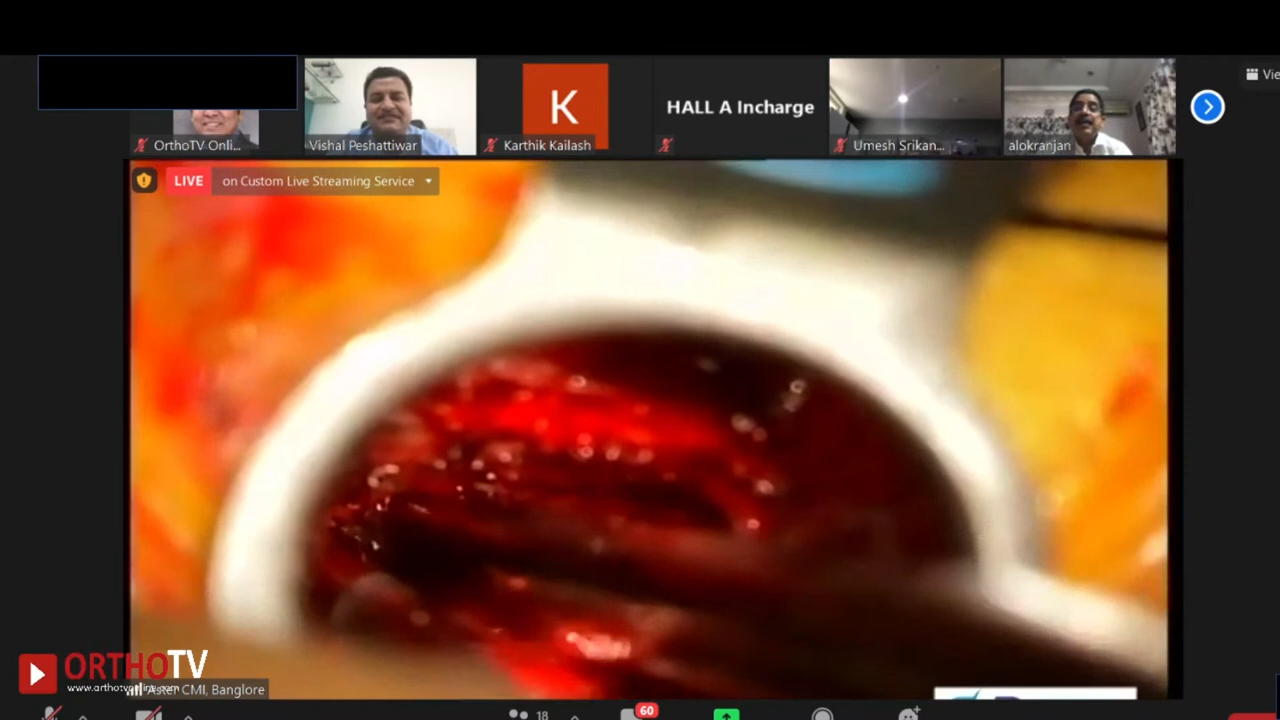 Vie
OrthoTV Onli...
Vishal Peshattiwar
K
Karthik Kailash
HALL A Incharge
Umesh Srikan...
alokranjan
LIVE
on Custom Live Streaming Service
ORTHOTV
Aster CMI, Banglore
18
60